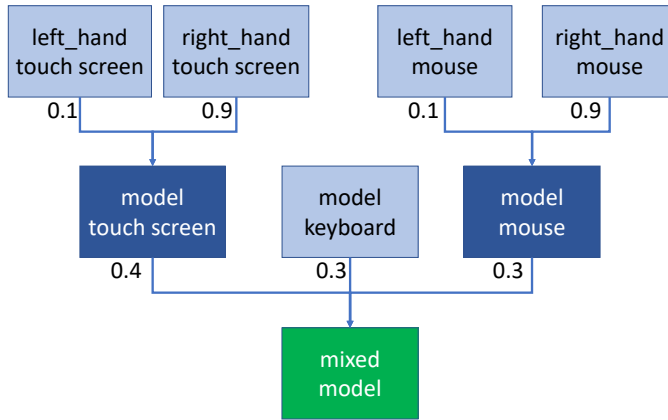 left_hand
touch screen
right_hand
touch screen
left_hand
mouse
right_hand
mouse
0.1
0.9
0.1
0.9
model
touch screen
model
keyboard
model
mouse
0.4
0.3
0.3
mixed
model